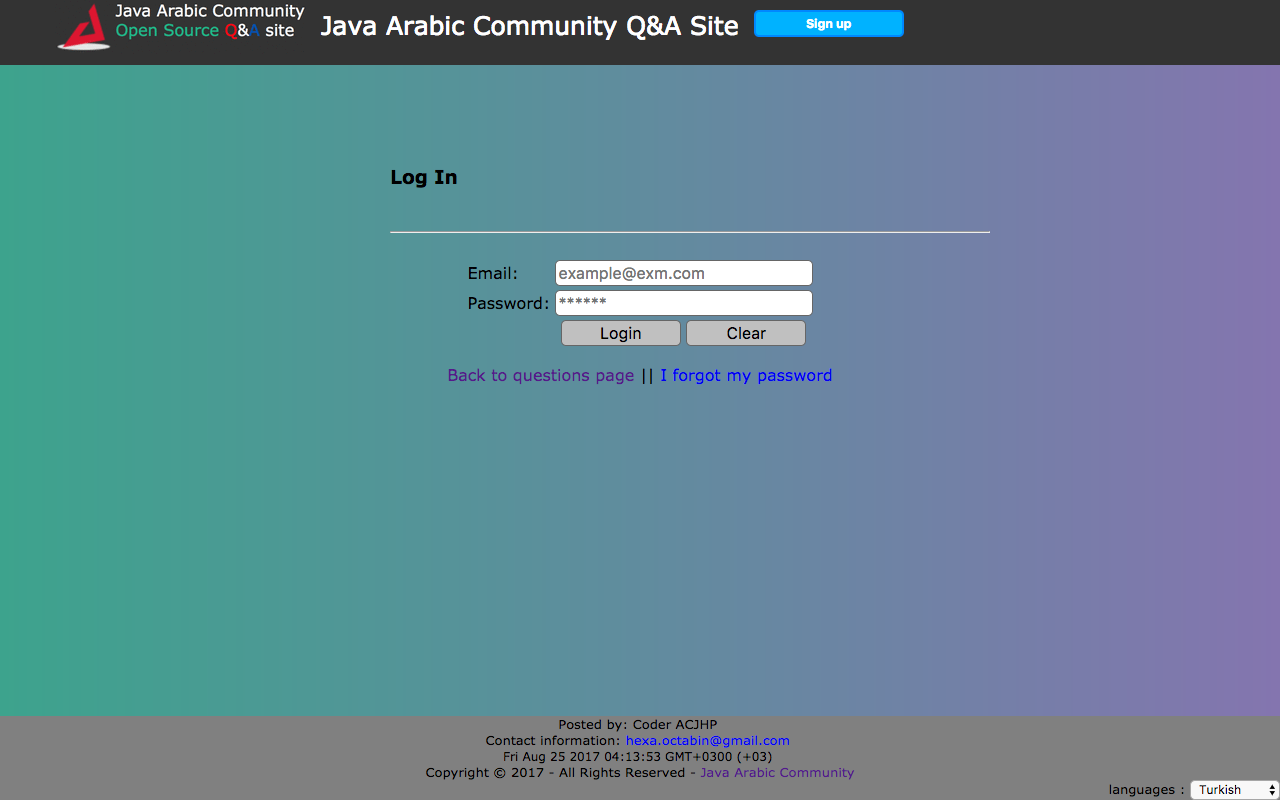 Java Arabic Community
Open Source Q&A site
Java Arabic Community Q&A Site
Sign up
Log In
Email:
example@exm.com
Password:
******
Login
Clear
Back to questions page || I forgot my password
Posted by: Coder ACJHP
Contact information: hexa.octabin@gmail.com
Fri Aug 25 2017 04:13:53 GMT+0300 (+03)
Copyright © 2017 - All Rights Reserved - Java Arabic Community
languages : Turkish